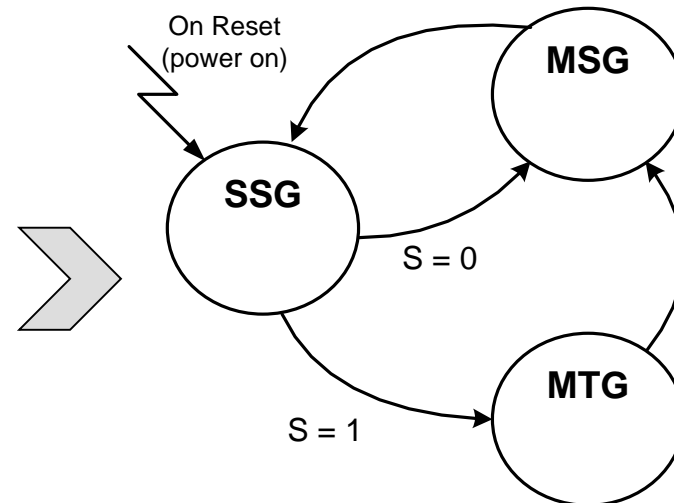 On Reset
(power on)
MSG
SSG
S = 0
MTG
S = 1